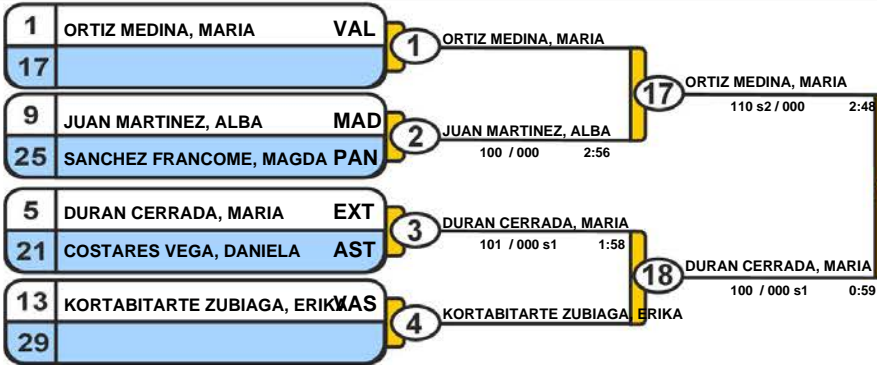 1 ORTIZ MEDINA, MARIA VAL
17
1 ORTIZ MEDINA, MARIA
9 JUAN MARTINEZ, ALBA MAD
25 SANCHEZ FRANCOME, MAGDA PAN
2 JUAN MARTINEZ, ALBA
100 / 000 2:56
17 ORTIZ MEDINA, MARIA
110 s2 / 000 2:48
5 DURAN CERRADA, MARIA EXT
21 COSTARES VEGA, DANIELA AST
3 DURAN CERRADA, MARIA
101 / 000 s1 1:58
13 KORTABITARTE ZUBIAGA, ERIKA VAS
29
4 KORTABITARTE ZUBIAGA, ERIKA
18 DURAN CERRADA, MARIA
100 / 000 s1 0:59